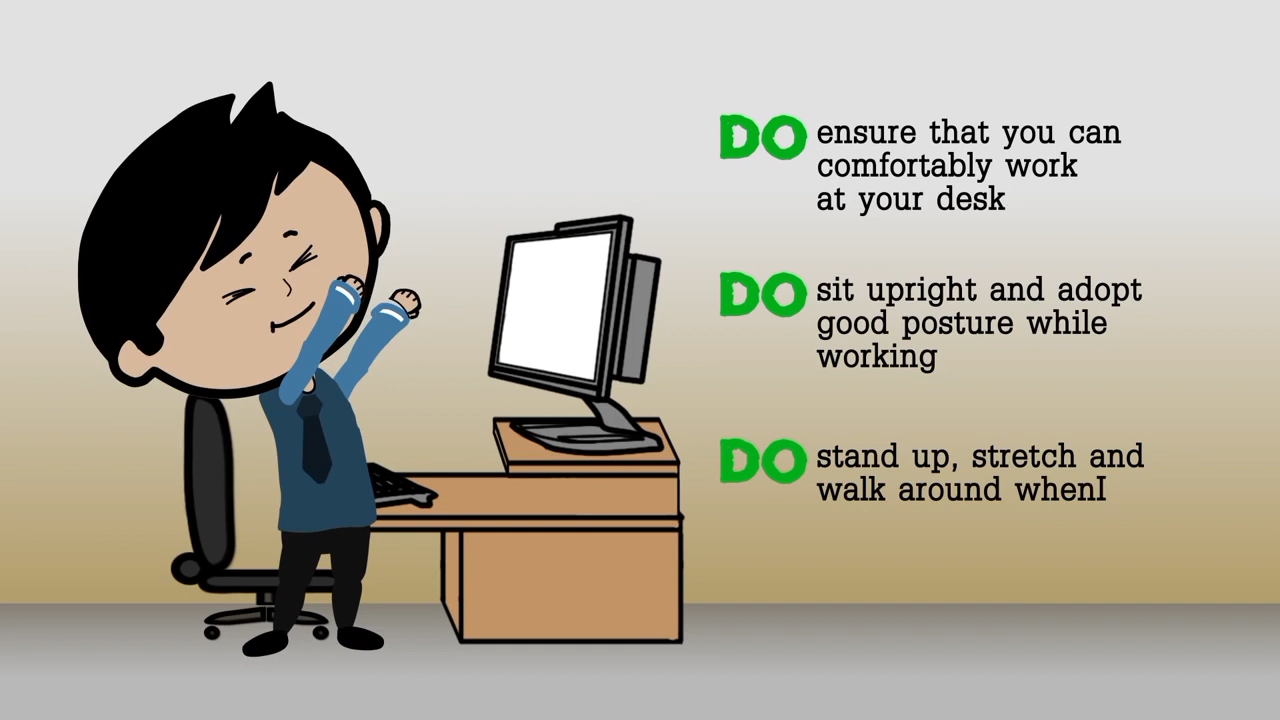 DO ensure that you can
comfortably work
at your desk
DO sit upright and adopt
good posture while
working
DO stand up, stretch and
walk around whenI